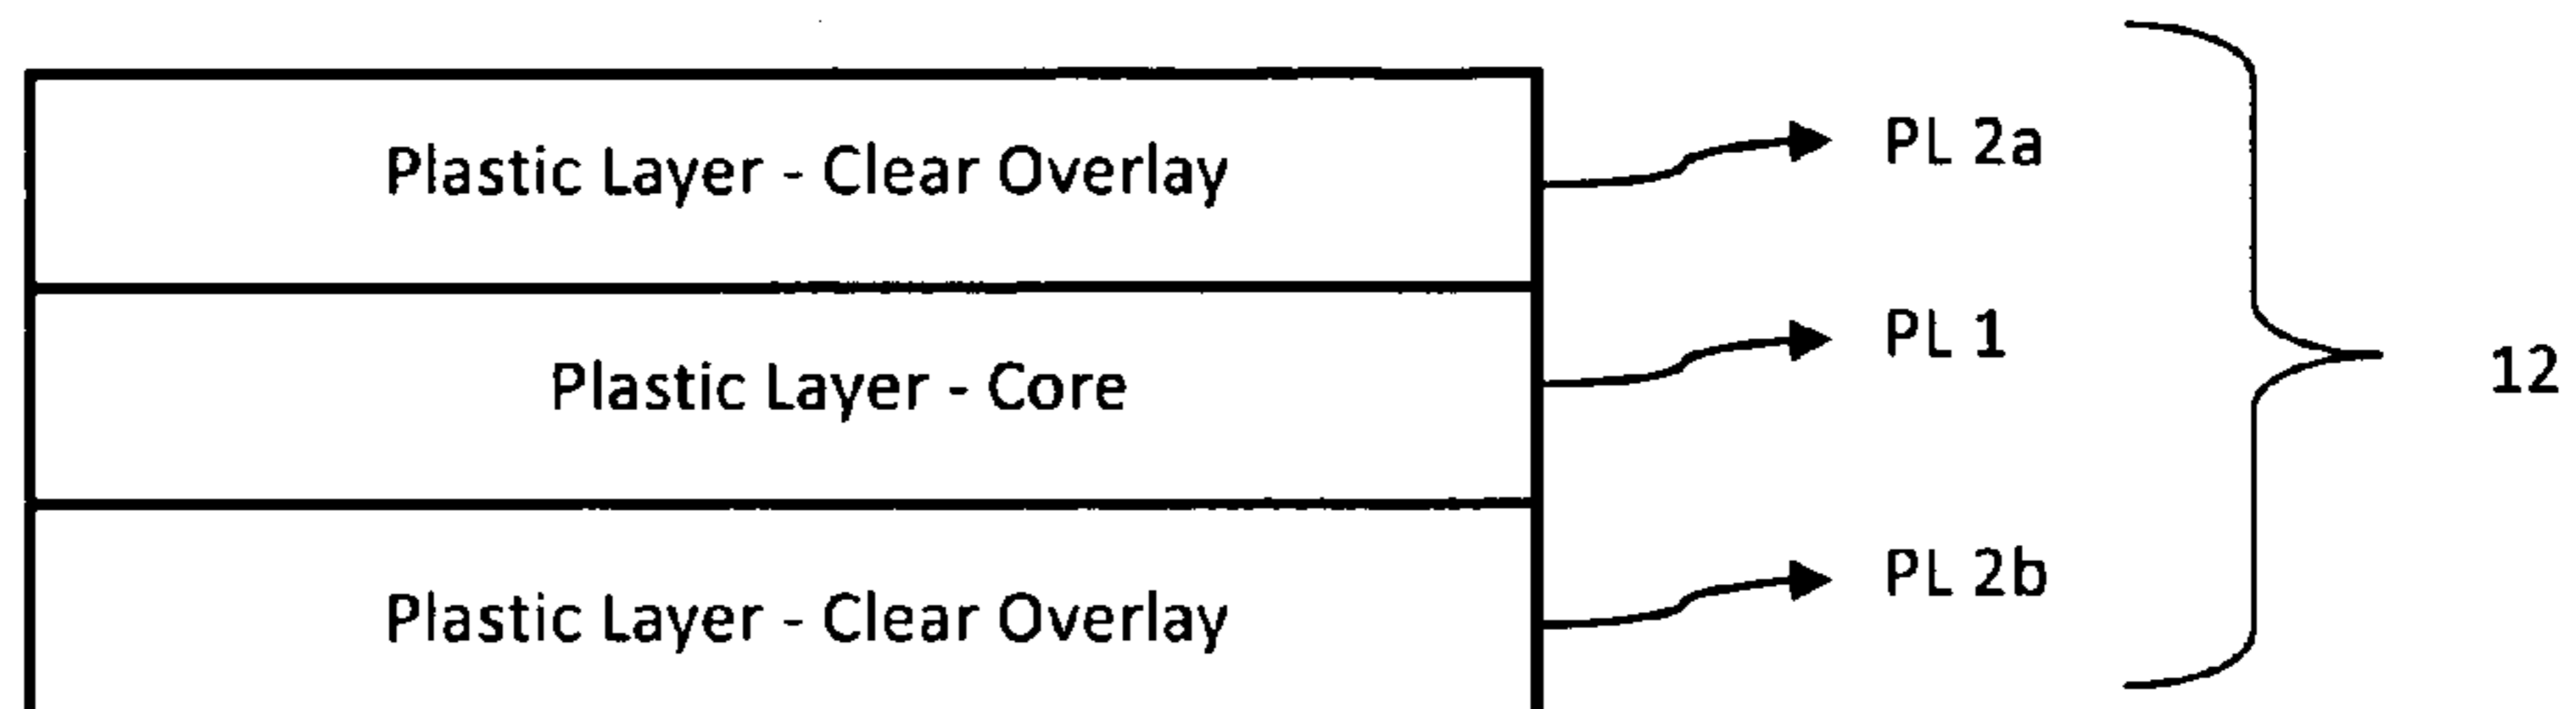 Plastic Layer - Clear Overlay
PL 2a
Plastic Layer - Core
PL 1
Plastic Layer - Clear Overlay
PL 2b
12